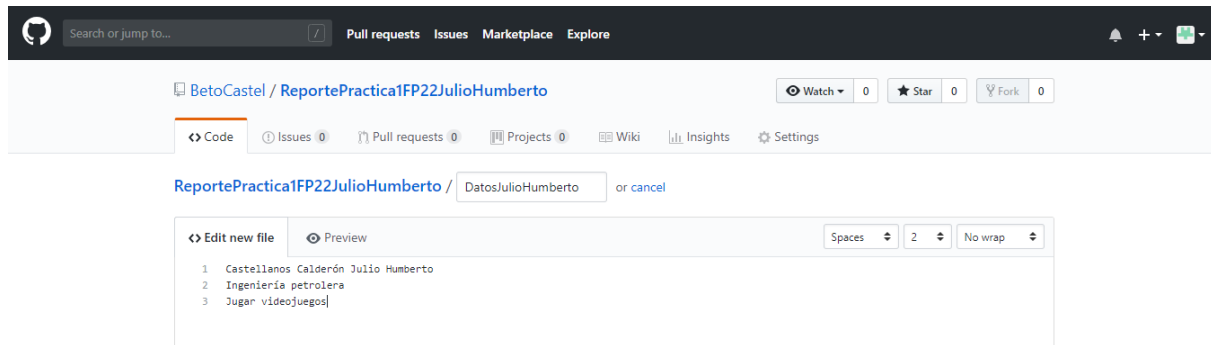 Search or jump to... / Pull requests Issues Marketplace Explore
BetoCastel / ReportePractica1FP22JulioHumberto Watch 0 Star 0 Fork 0
Code Issues 0 Pull requests 0 Projects 0 Wiki Insights Settings
ReportePractica1FP22JulioHumberto / DatosJulioHumberto or cancel
Edit new file Preview Spaces 2 No wrap
1 Castellanos Calderón Julio Humberto
2 Ingeniería petrolera
3 Jugar videojuegos